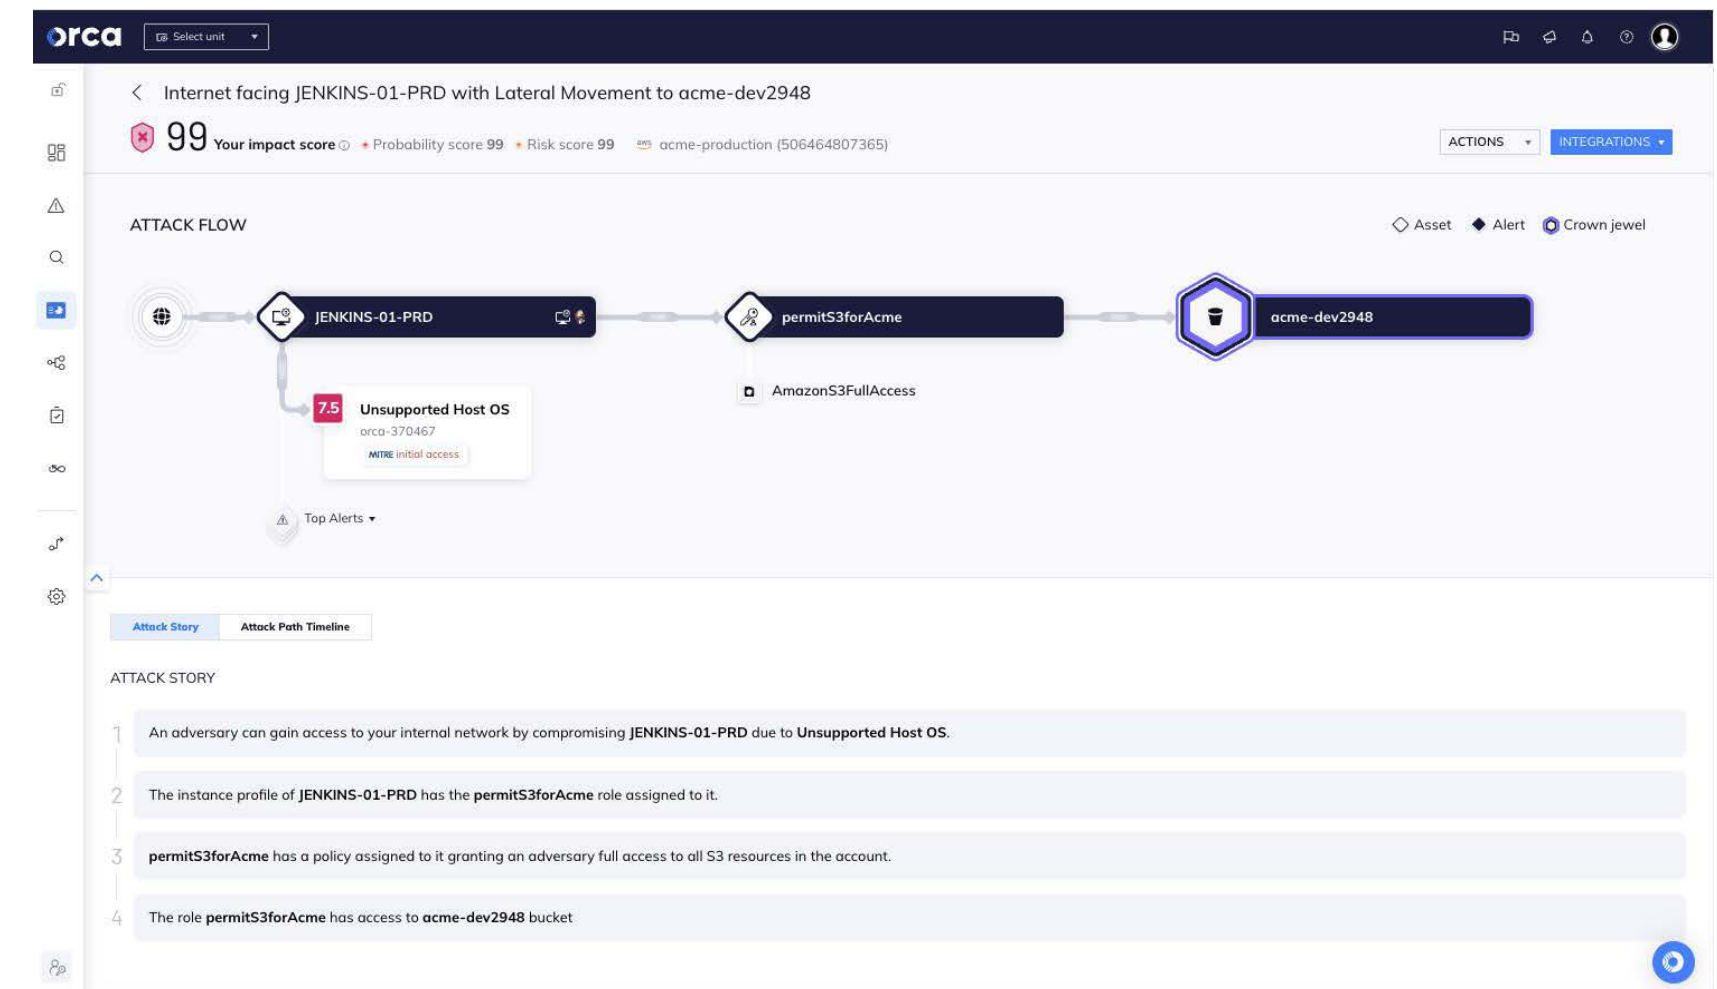 orca Select unit
Internet facing JENKINS-01-PRD with Lateral Movement to acme-dev2948
99 Your impact score Probability score 99 Risk score 99 aws acme-production (506464807365)
ACTIONS INTEGRATIONS
ATTACK FLOW
Asset Alert Crown jewel
JENKINS-01-PRD permitS3forAcme acme-dev2948
AmazonS3FullAccess
7.5 Unsupported Host OS
orca-370467
MITRE initial access
Top Alerts
Attack Story Attack Path Timeline
ATTACK STORY
1 An adversary can gain access to your internal network by compromising JENKINS-01-PRD due to Unsupported Host OS.
2 The instance profile of JENKINS-01-PRD has the permitS3forAcme role assigned to it.
3 permitS3forAcme has a policy assigned to it granting an adversary full access to all S3 resources in the account.
4 The role permitS3forAcme has access to acme-dev2948 bucket